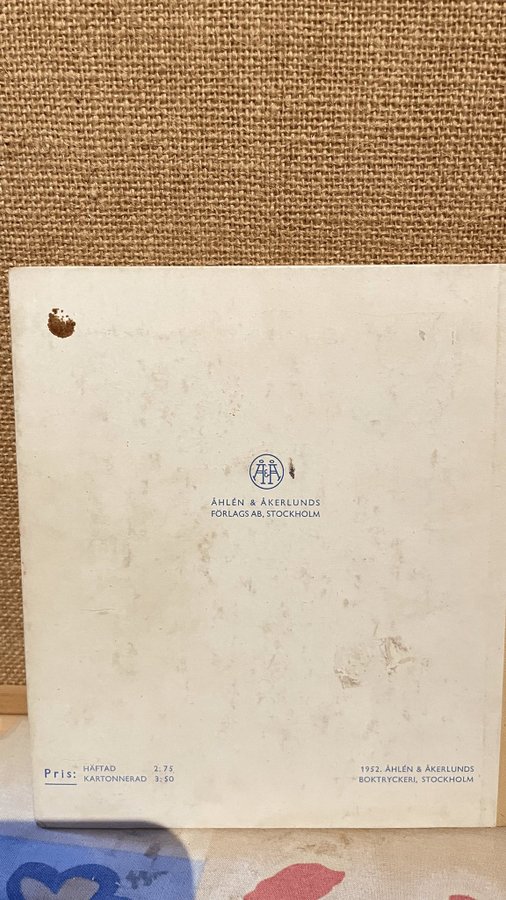 Å&Å
ÅHLÉN & ÅKERLUNDS
FÖRLAGS AB, STOCKHOLM
Pris: HÄFTAD 2:75
KARTONNERAD 3:50
1952. ÅHLÉN & ÅKERLUNDS
BOKTRYCKERI, STOCKHOLM